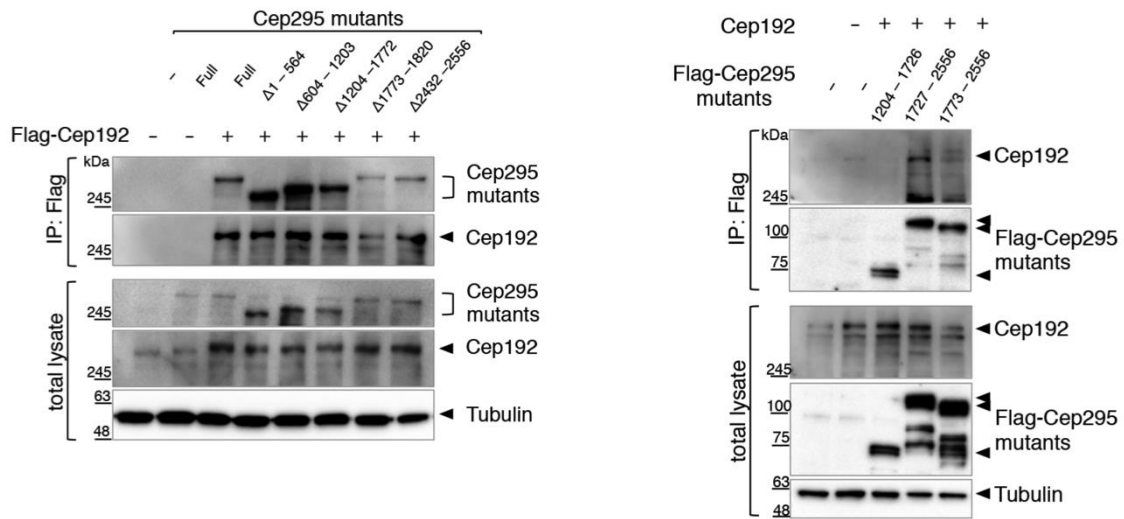 Cep295 mutants
– Full Full Δ1 – 564 Δ604 – 1203 Δ1204 –1772 Δ1773 –1820 Δ2432 –2556
Flag-Cep192 – – + + + + + +
IP: Flag
kDa
245
Cep295
mutants
245
Cep192
total lysate
245
Cep295
mutants
245
Cep192
63
48
Tubulin
Cep192 – + + + +
Flag-Cep295
mutants
– – 1204 – 1726 1727 – 2556 1773 – 2556
IP: Flag
kDa
245
Cep192
100
75
Flag-Cep295
mutants
total lysate
245
Cep192
100
75
Flag-Cep295
mutants
63
48
Tubulin